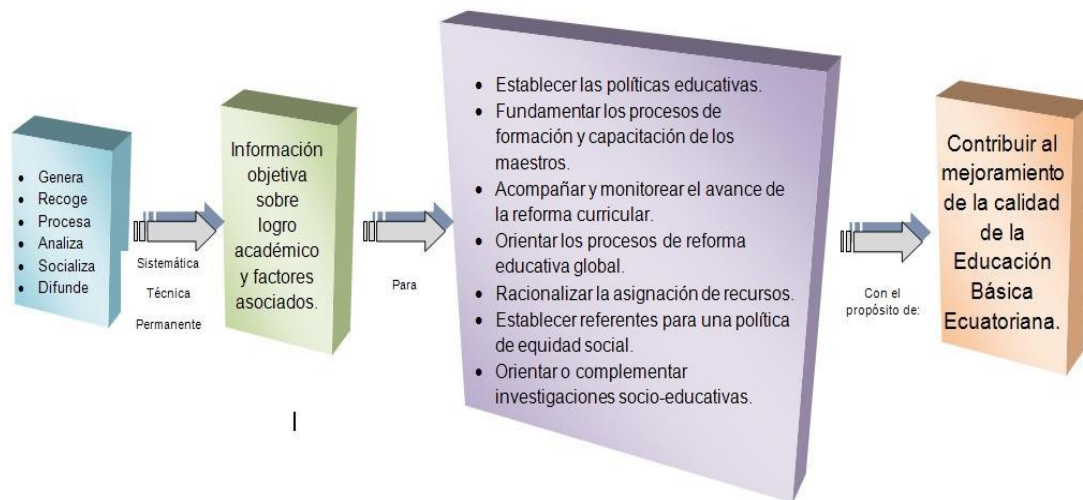 • Genera
• Recoge
• Procesa
• Analiza
• Socializa
• Difunde
Sistemática
Técnica
Permanente
Información
objetiva
sobre
logro
académico
y factores
asociados.
Para
• Establecer las políticas educativas.
• Fundamentar los procesos de
formación y capacitación de los
maestros.
• Acompañar y monitorear el avance de
la reforma curricular.
• Orientar los procesos de reforma
educativa global.
• Racionalizar la asignación de recursos.
• Establecer referentes para una política
de equidad social.
• Orientar o complementar
investigaciones socio-educativas.
Con el
propósito de:
Contribuir al
mejoramiento
de la calidad
de la
Educación
Básica
Ecuatoriana.